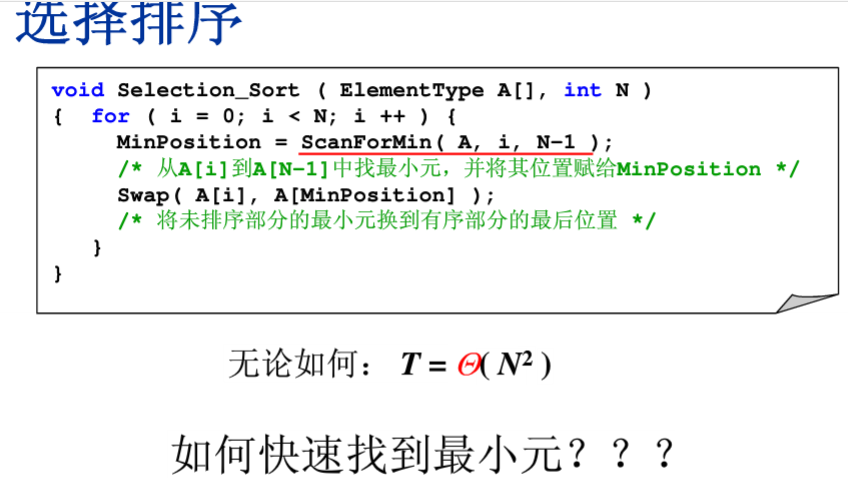 选择排序
void Selection_Sort ( ElementType A[], int N )
{ for ( i = 0; i < N; i ++ ) {
MinPosition = ScanForMin( A, i, N–1 );
/* 从A[i]到A[N–1]中找最小元，并将其位置赋给MinPosition */
Swap( A[i], A[MinPosition] );
/* 将未排序部分的最小元换到有序部分的最后位置 */
}
}
无论如何： T = Θ( N² )
如何快速找到最小元？？？